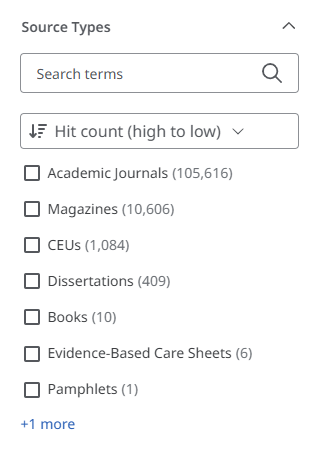 Source Types
Search terms
Hit count (high to low)
Academic Journals (105,616)
Magazines (10,606)
CEUs (1,084)
Dissertations (409)
Books (10)
Evidence-Based Care Sheets (6)
Pamphlets (1)
+1 more